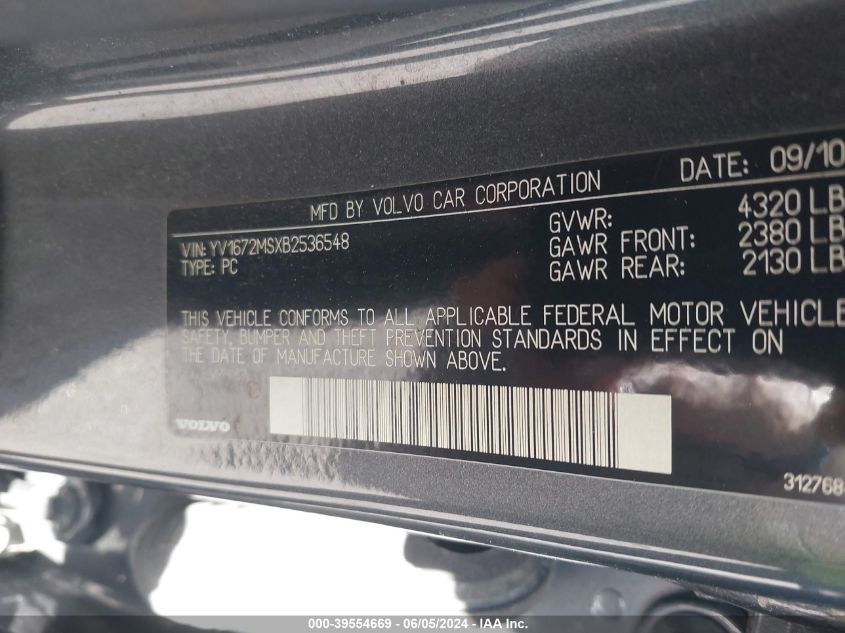 DATE: 09/10
MFD BY VOLVO CAR CORPORATION
VIN: YV1672MSXB2536548
TYPE: PC
GVWR: 4320 LB
GAWR FRONT: 2380 LB
GAWR REAR: 2130 LB
THIS VEHICLE CONFORMS TO ALL APPLICABLE FEDERAL MOTOR VEHICLE
SAFETY, BUMPER AND THEFT PREVENTION STANDARDS IN EFFECT ON
THE DATE OF MANUFACTURE SHOWN ABOVE.
VOLVO
000-39554669 - 06/05/2024 - IAA Inc.